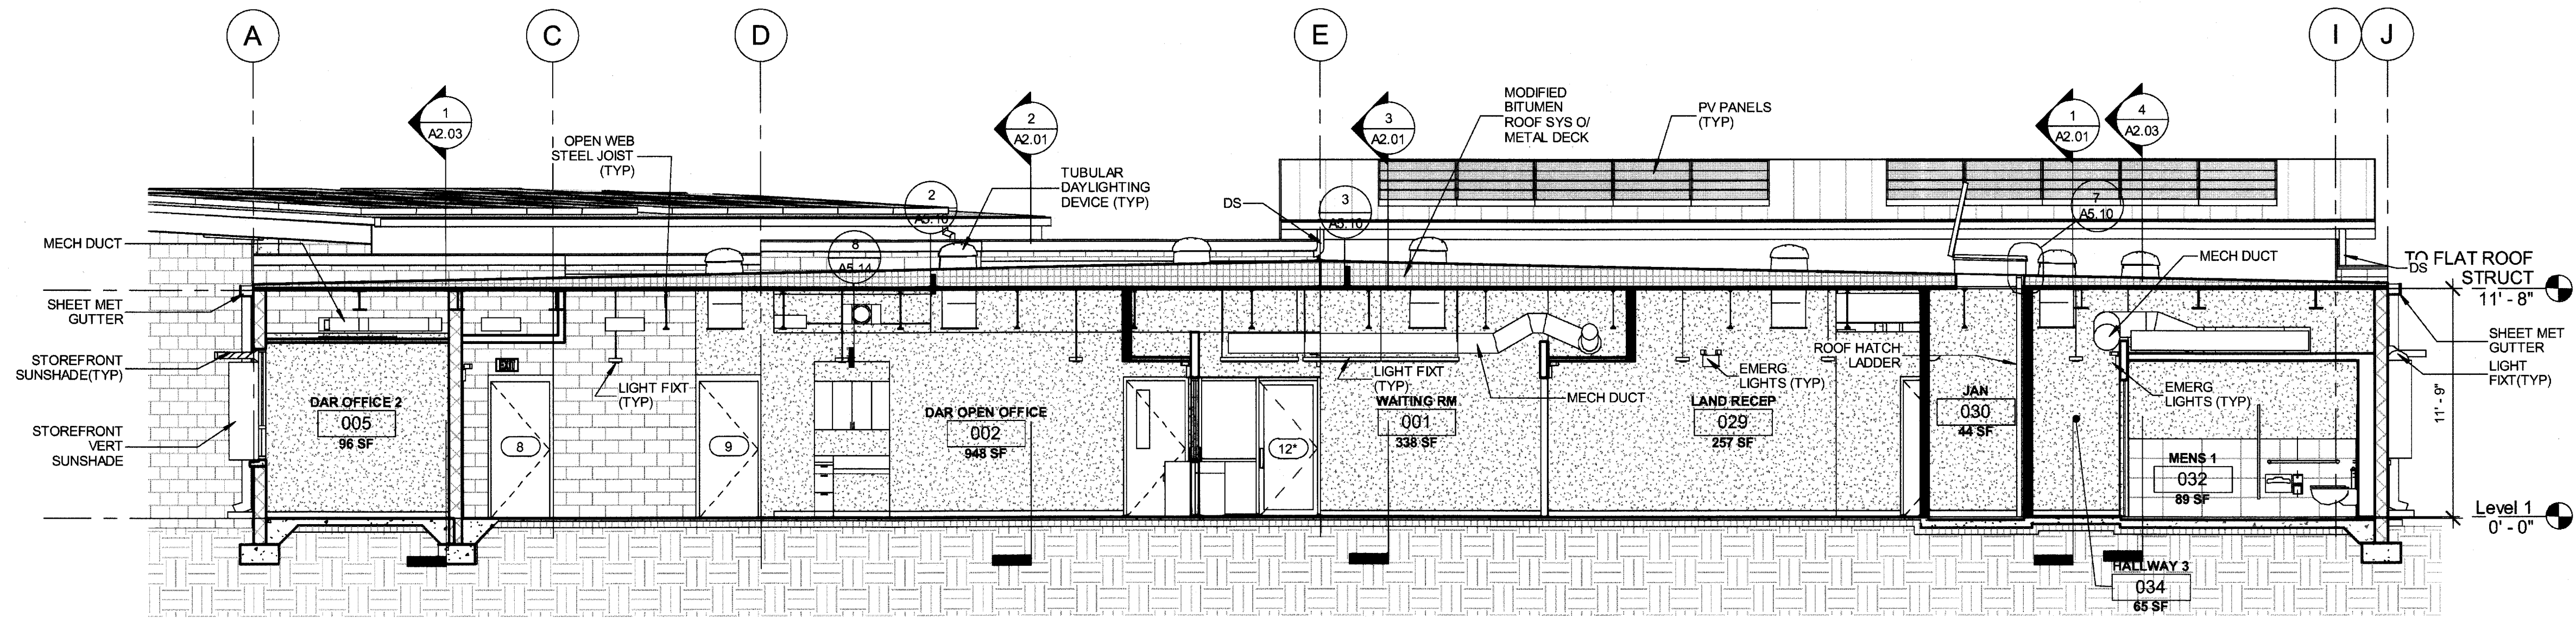 A
C
D
E
I
J
1
A2.03
2
A2.01
3
A2.01
1
A2.01
4
A2.03
OPEN WEB
STEEL JOIST
(TYP)
TUBULAR
DAYLIGHTING
DEVICE (TYP)
MODIFIED
BITUMEN
ROOF SYS O/
METAL DECK
PV PANELS
(TYP)
2
A5.10
DS
3
A5.10
7
A5.10
8
A5.14
MECH DUCT
SHEET MET
GUTTER
STOREFRONT
SUNSHADE(TYP)
STOREFRONT
VERT
SUNSHADE
MECH DUCT
TO FLAT ROOF
STRUCT
11' - 8"
DS
SHEET MET
GUTTER
LIGHT
FIXT(TYP)
11' - 9"
Level 1
0' - 0"
EXIT
LIGHT FIXT
(TYP)
LIGHT FIXT
(TYP)
MECH DUCT
EMERG
LIGHTS (TYP)
ROOF HATCH
LADDER
EMERG
LIGHTS (TYP)
DAR OFFICE 2
005
96 SF
8
9
DAR OPEN OFFICE
002
948 SF
12*
WAITING RM
001
338 SF
LAND RECEP
029
257 SF
JAN
030
44 SF
MENS 1
032
89 SF
HALLWAY 3
034
65 SF